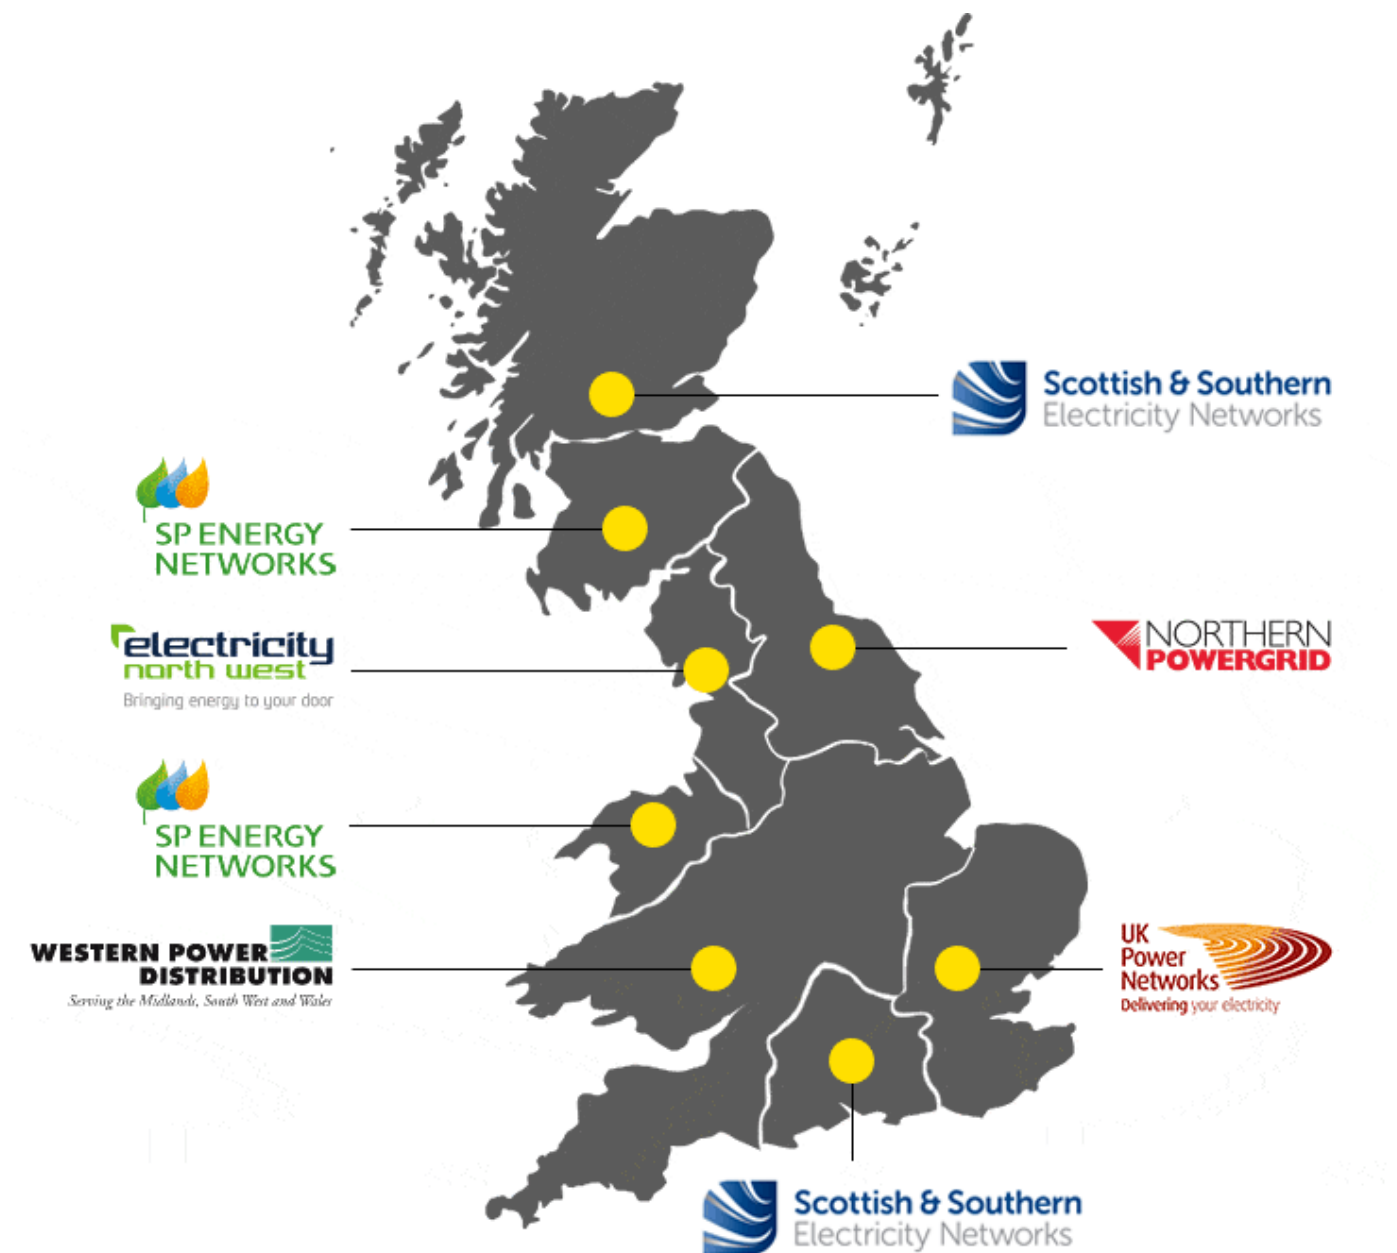 Scottish & Southern
Electricity Networks
SP ENERGY
NETWORKS
electricity
north west
Bringing energy to your door
NORTHERN
POWERGRID
SP ENERGY
NETWORKS
WESTERN POWER
DISTRIBUTION
Serving the Midlands, South West and Wales
UK
Power
Networks
Delivering your electricity
Scottish & Southern
Electricity Networks